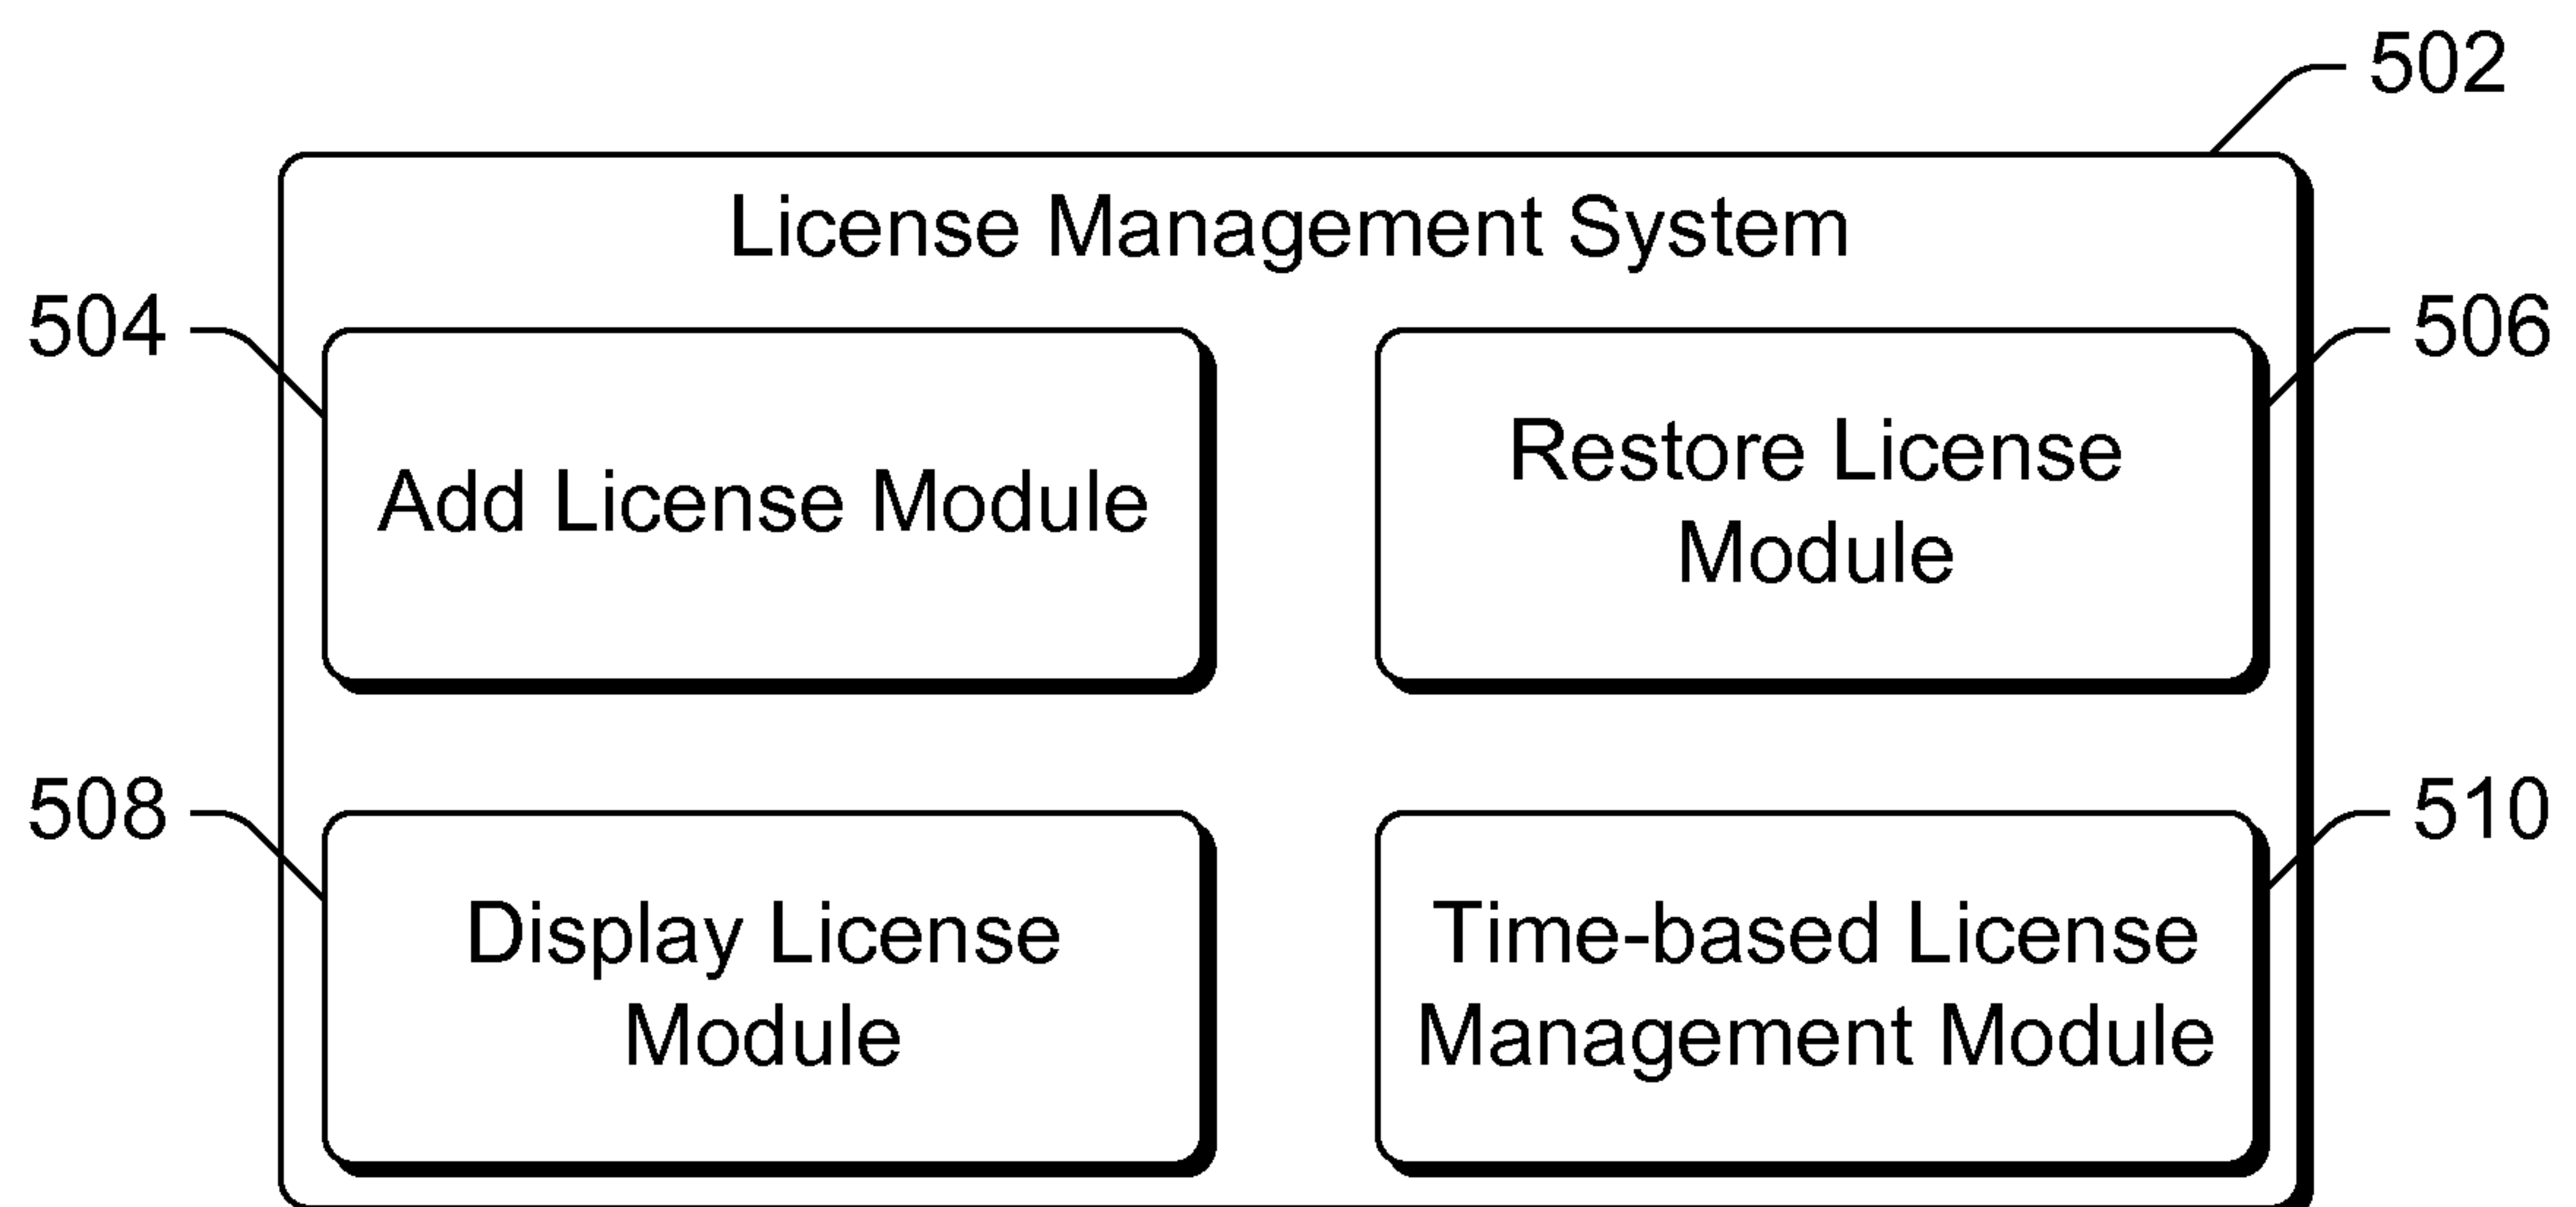 502
License Management System
504
506
Add License Module
Restore License
Module
508
510
Display License
Module
Time-based License
Management Module